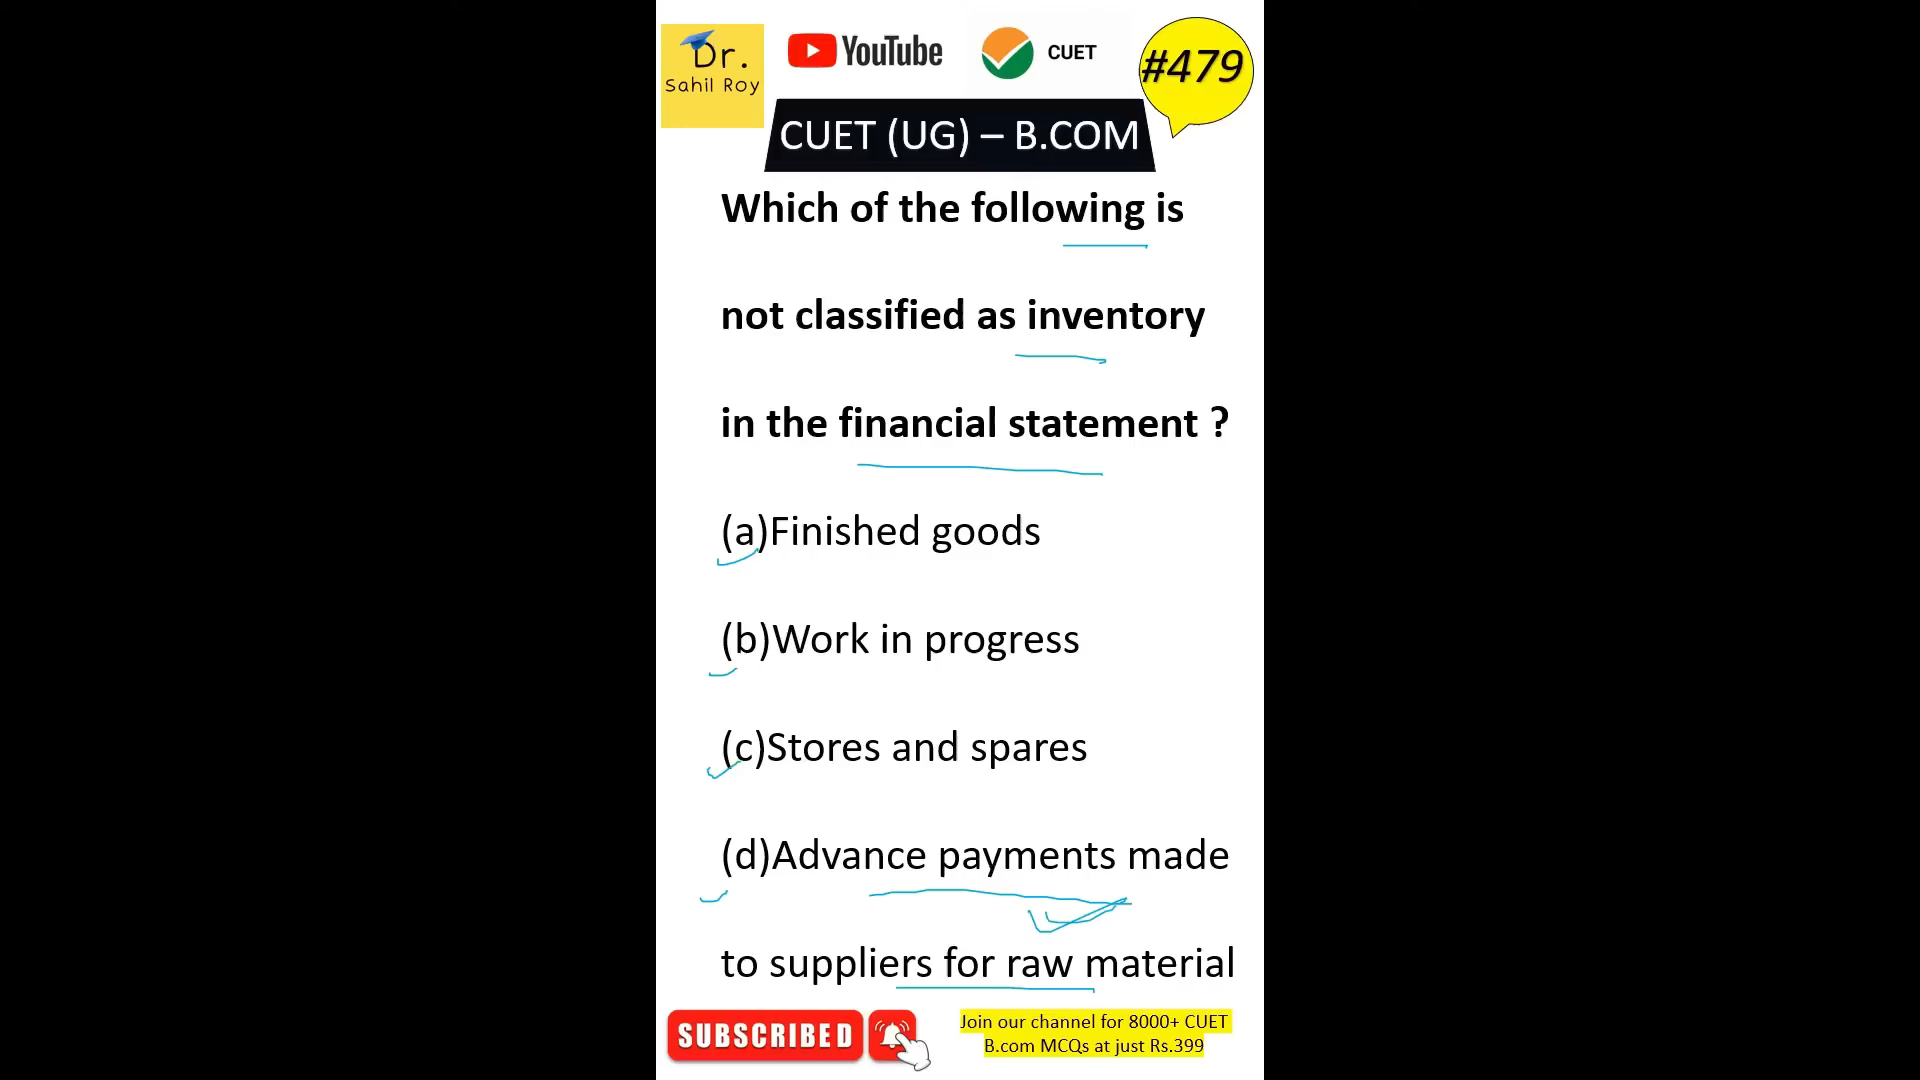 Dr.
Sahil Roy
YouTube
CUET
#479
CUET (UG) – B.COM
Which of the following is
not classified as inventory
in the financial statement ?
(a)Finished goods
(b)Work in progress
(c)Stores and spares
(d)Advance payments made
to suppliers for raw material
SUBSCRIBED
Join our channel for 8000+ CUET
B.com MCQs at just Rs.399